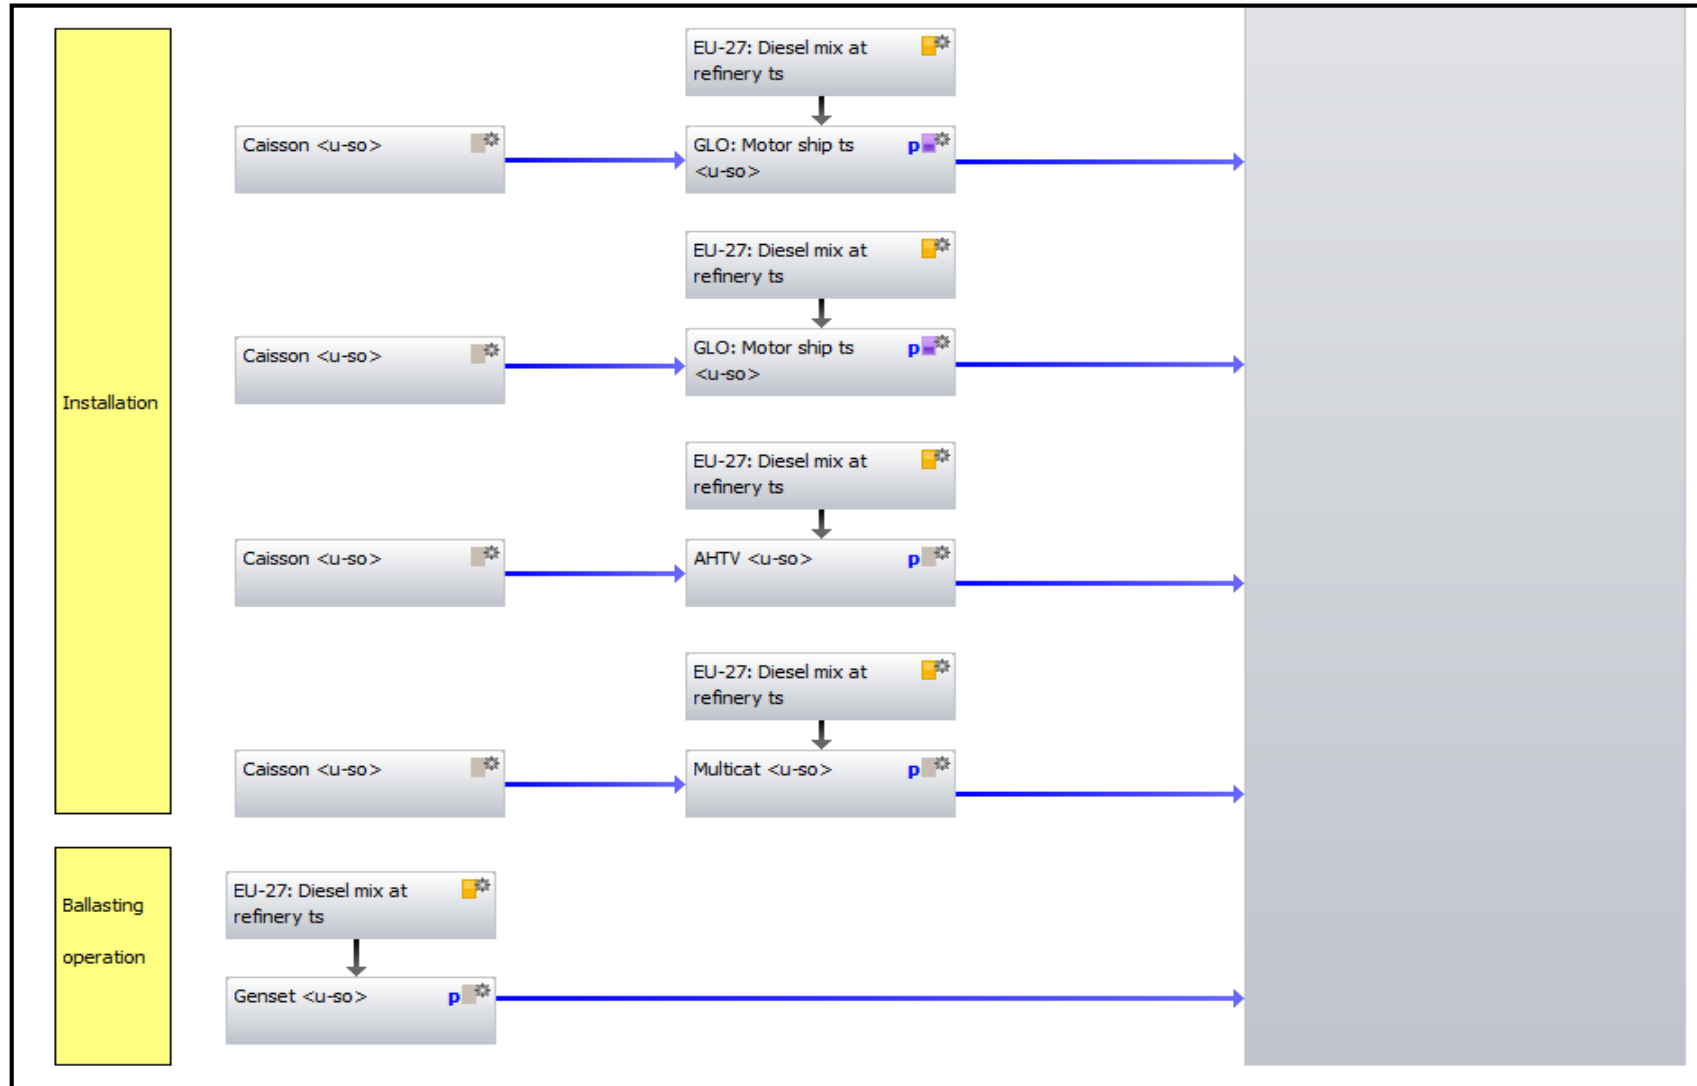 EU-27: Diesel mix at
refinery ts
Caisson <u-so>
GLO: Motor ship ts
<u-so>
p
EU-27: Diesel mix at
refinery ts
Caisson <u-so>
GLO: Motor ship ts
<u-so>
p
Installation
EU-27: Diesel mix at
refinery ts
Caisson <u-so>
AHTV <u-so>
p
EU-27: Diesel mix at
refinery ts
Caisson <u-so>
Multicat <u-so>
p
Ballasting
operation
EU-27: Diesel mix at
refinery ts
Genset <u-so>
p